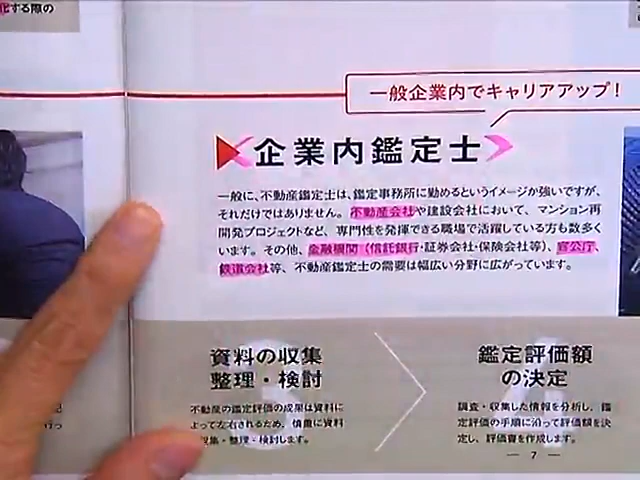 化する際の
一般企業内でキャリアアップ!
企業内鑑定士
一般に、不動産鑑定士は、鑑定事務所に勤めるというイメージが強いですが、
それだけではありません。不動産会社や建設会社において、マンション再
開発プロジェクトなど、専門性を発揮できる職場で活躍している方も数多く
います。その他、金融機関(信託銀行・証券会社・保険会社等)、官公庁、
鉄道会社等、不動産鑑定士の需要は幅広い分野に広がっています。
3
資料の収集
整理・検討
不動産の鑑定評価の成果は資料に
よって左右されるため、慎重に資料
収集・整理・検討します。
4
鑑定評価額
の決定
調査・収集した情報を分析し、鑑
定評価の手順に沿って評価額を決
定し、評価書を作成します。
— 7 —